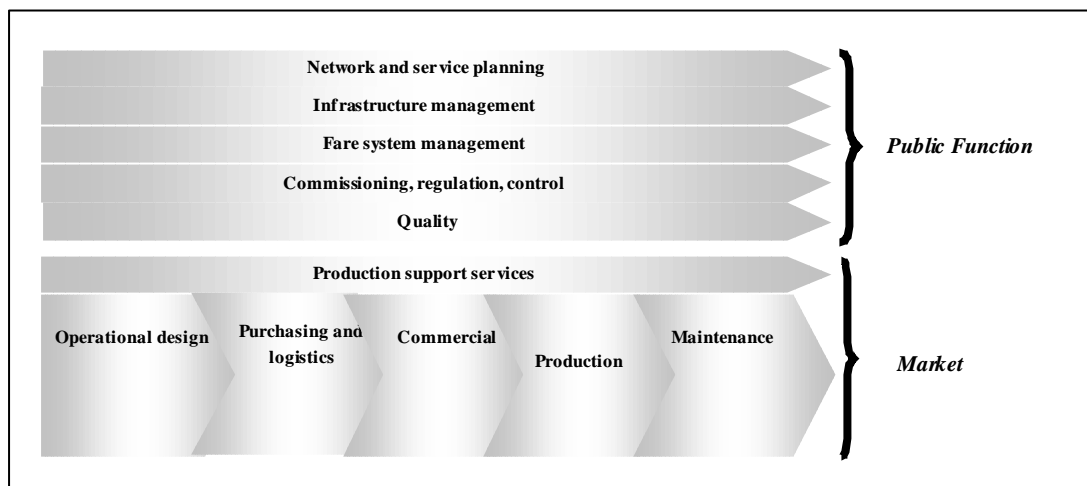 Network and service planning
Infrastructure management
Fare system management
Commissioning, regulation, control
Quality
Public Function
Production support services
Operational design
Purchasing and
logistics
Commercial
Production
Maintenance
Market